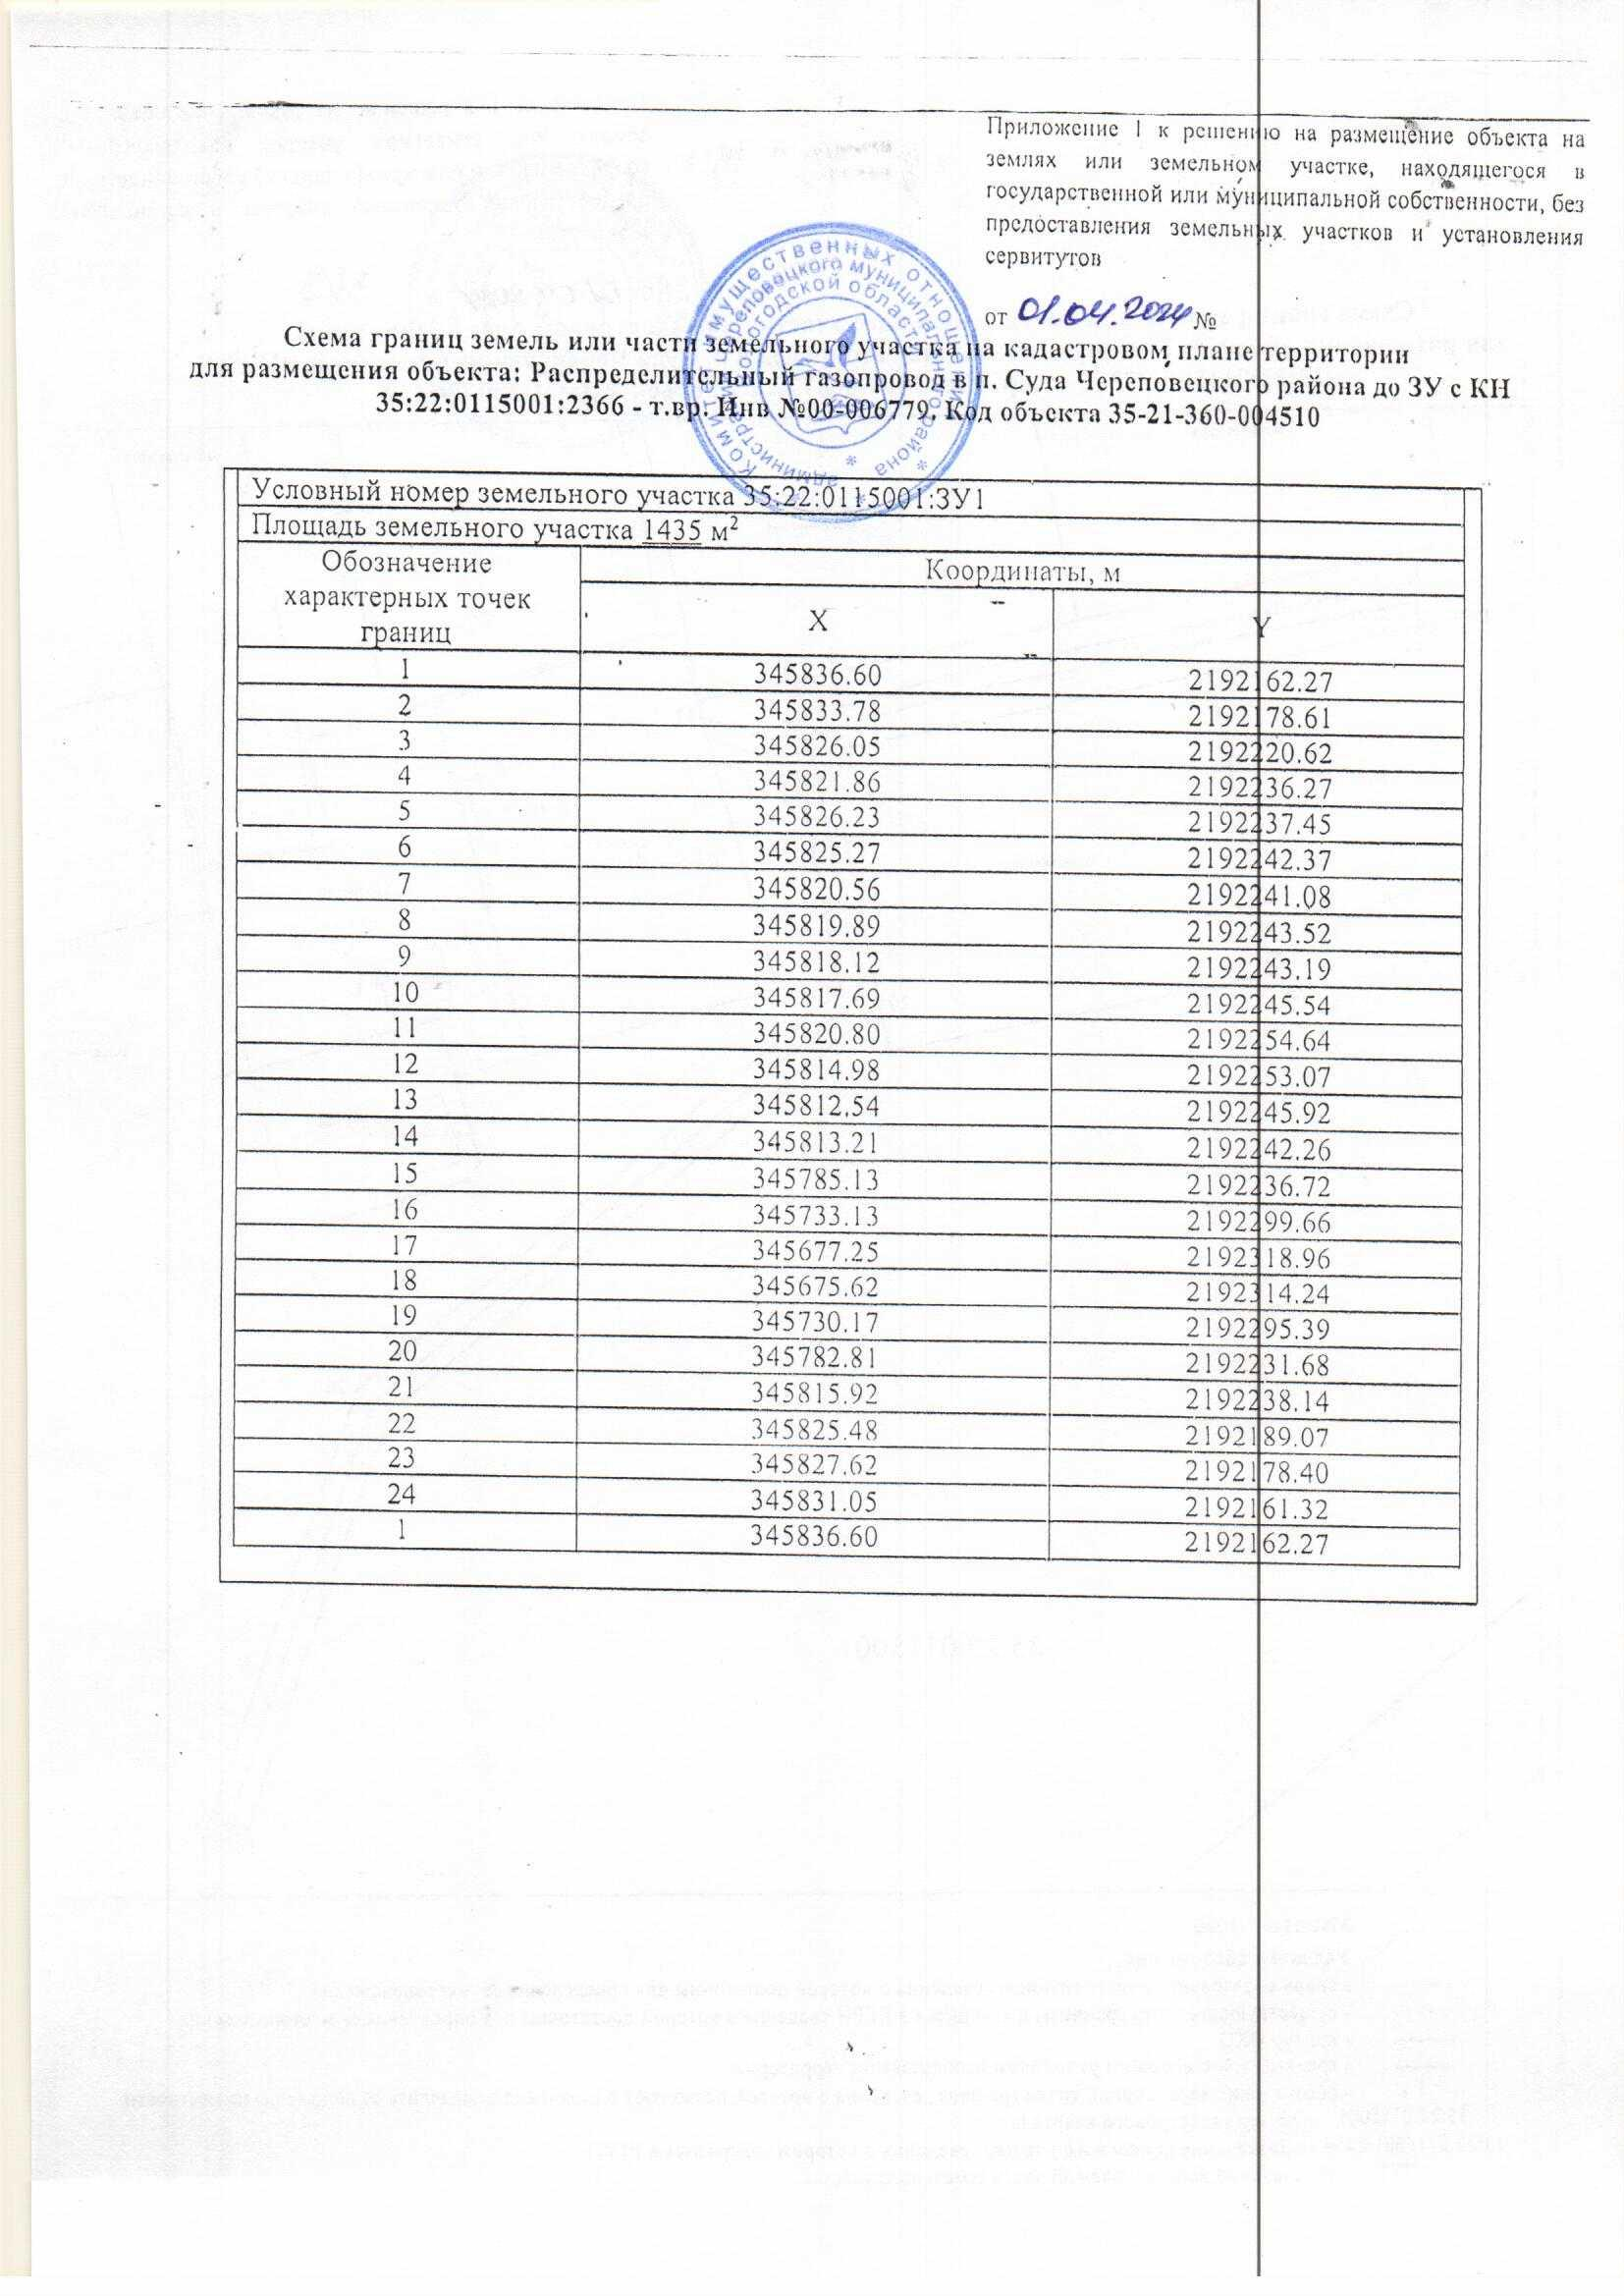 Приложение 1 к решению на размещение объекта на
землях или земельном участке, находящегося в
государственной или муниципальной собственности, без
предоставления земельных участков и установления
сервитутов
от 01.04.2024 №
Схема границ земель или части земельного участка на кадастровом плане территории
для размещения объекта: Распределительный газопровод в п. Суда Череповецкого района до ЗУ с КН
35:22:0115001:2366 - т.вр. Инв №00-006779. Код объекта 35-21-360-004510
Комитет имущественных отношений
администрации Череповецкого муниципального района
Вологодской области
Условный номер земельного участка 35:22:0115001:ЗУ1
Площадь земельного участка 1435 м²
Обозначение характерных точек границ
Координаты, м
X Y
1 345836.60 2192162.27
2 345833.78 2192178.61
3 345826.05 2192220.62
4 345821.86 2192236.27
5 345826.23 2192237.45
6 345825.27 2192242.37
7 345820.56 2192241.08
8 345819.89 2192243.52
9 345818.12 2192243.19
10 345817.69 2192245.54
11 345820.80 2192254.64
12 345814.98 2192253.07
13 345812.54 2192245.92
14 345813.21 2192242.26
15 345785.13 2192236.72
16 345733.13 2192299.66
17 345677.25 2192318.96
18 345675.62 2192314.24
19 345730.17 2192295.39
20 345782.81 2192231.68
21 345815.92 2192238.14
22 345825.48 2192189.07
23 345827.62 2192178.40
24 345831.05 2192161.32
1 345836.60 2192162.27